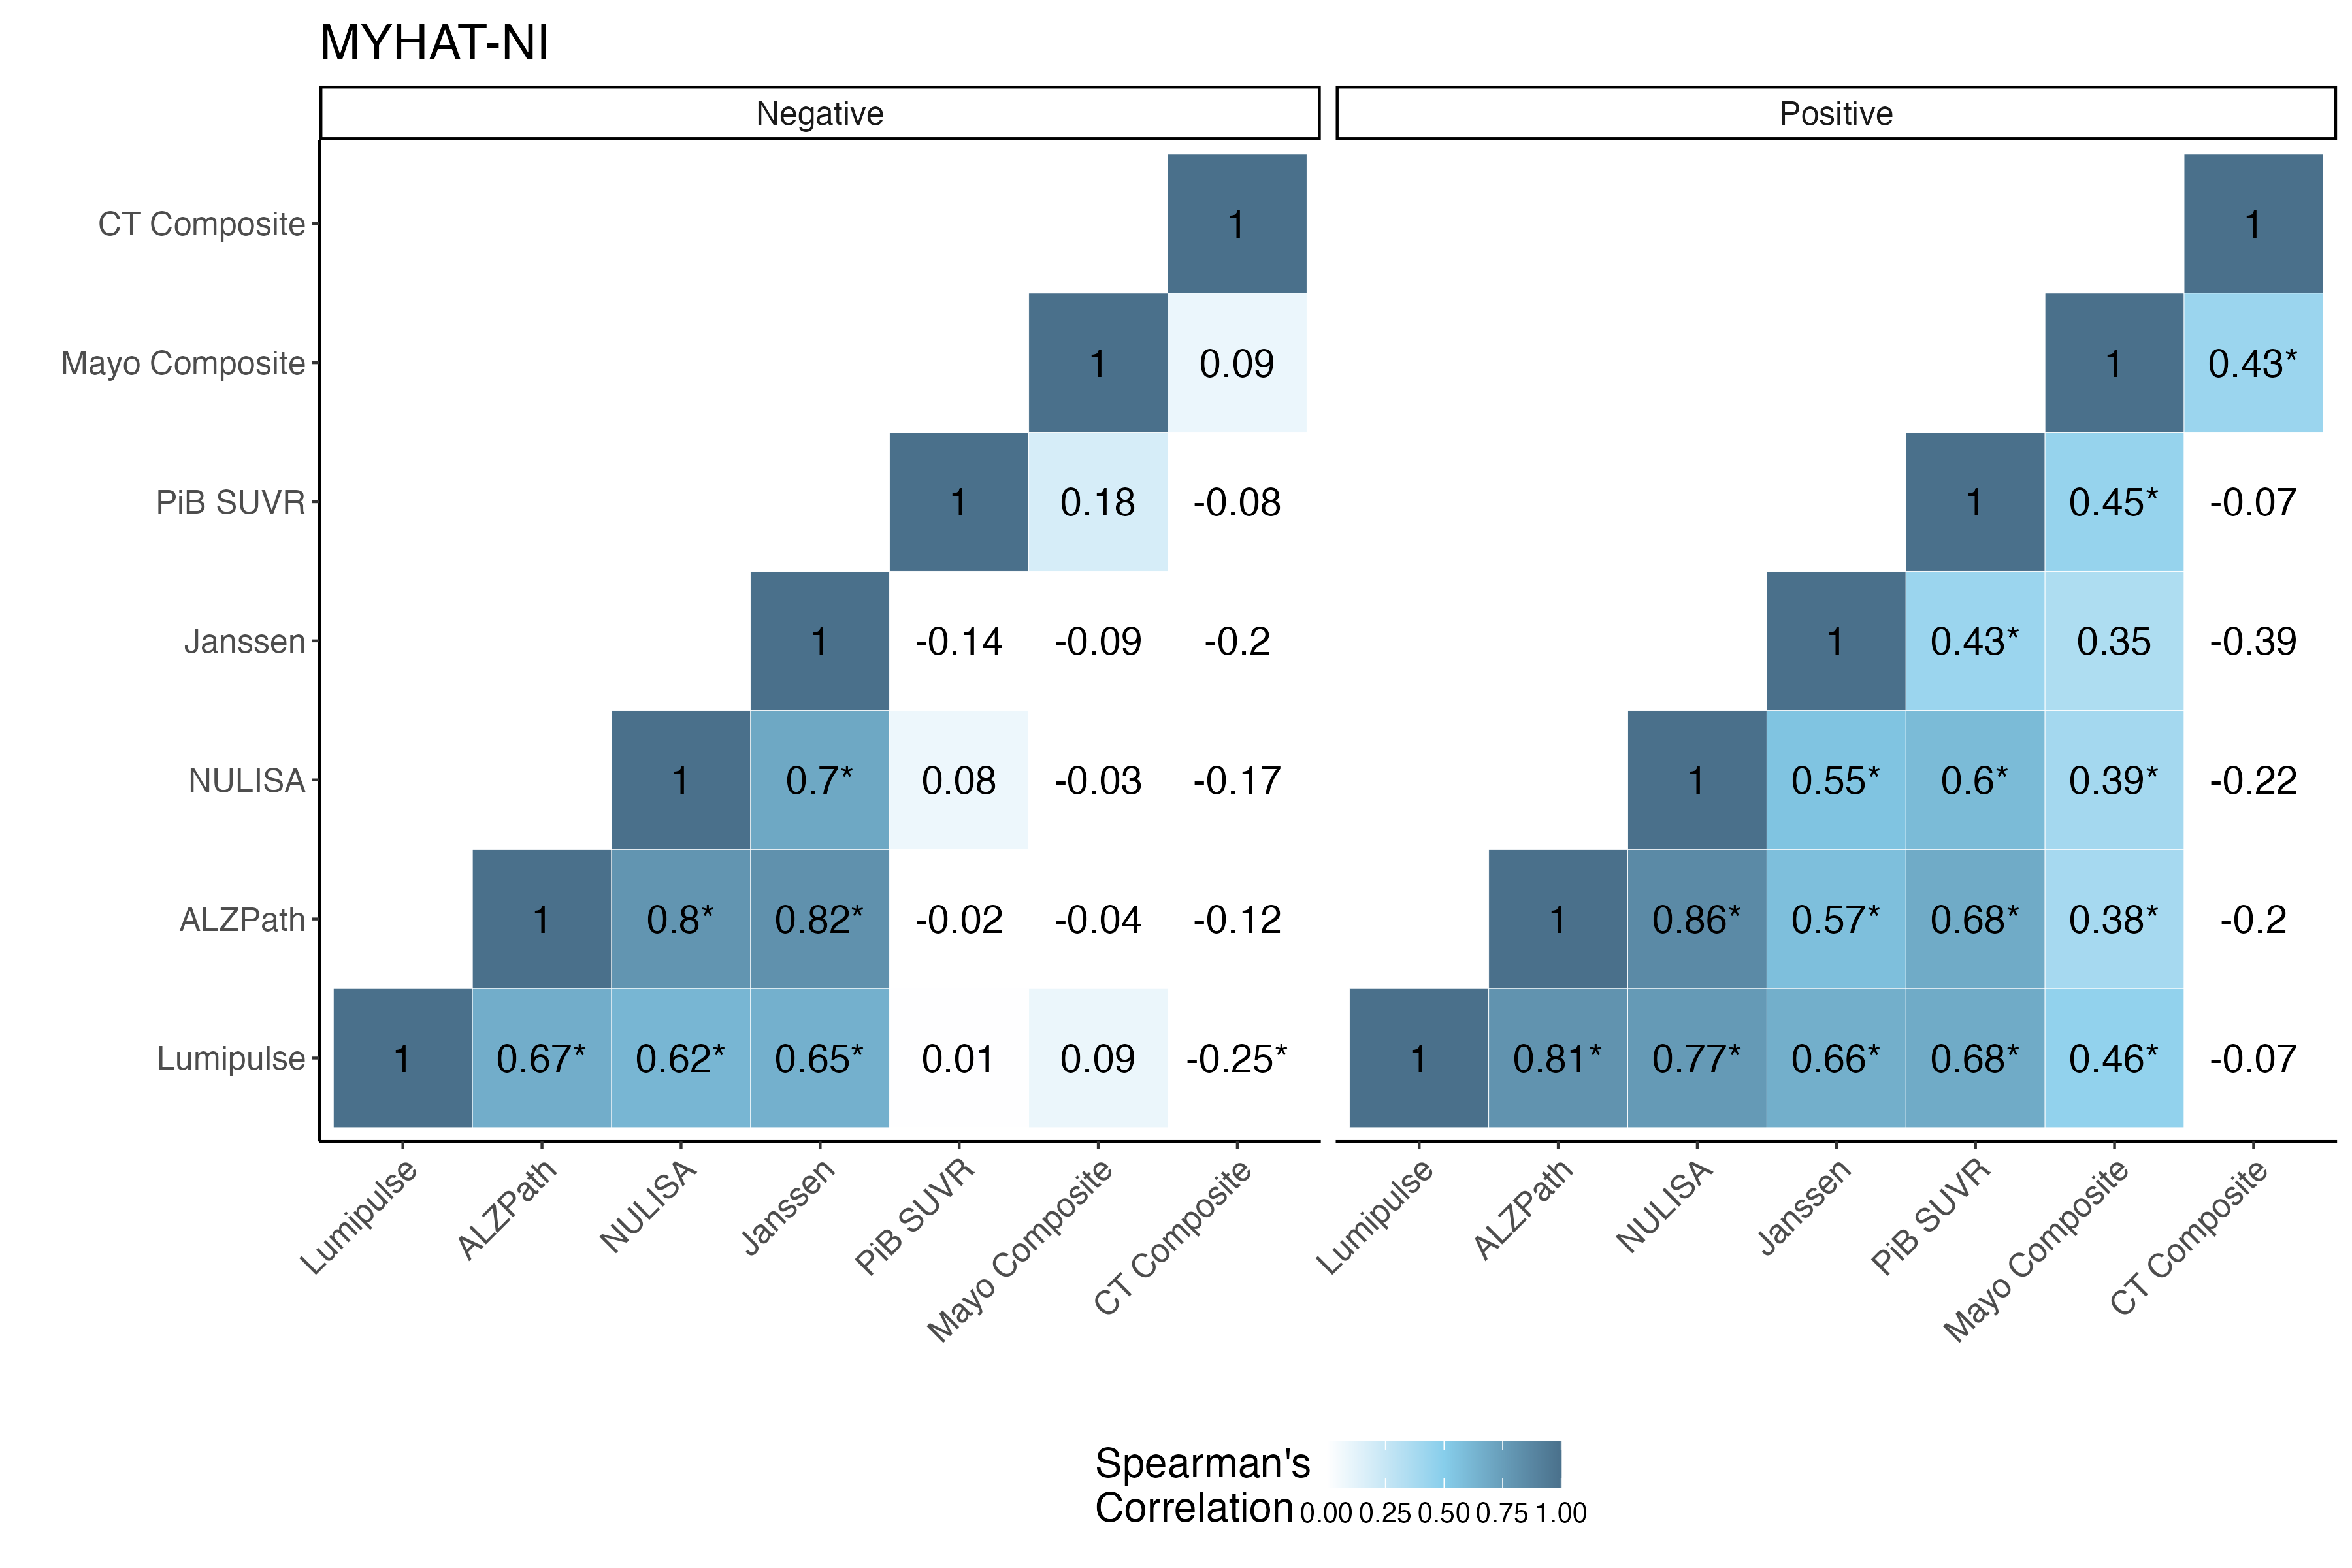 MYHAT-NI
Negative Positive
CT Composite 1 1
Mayo Composite 1 0.09 1 0.43*
PiB SUVR 1 0.18 -0.08 1 0.45* -0.07
Janssen 1 -0.14 -0.09 -0.2 1 0.43* 0.35 -0.39
NULISA 1 0.7* 0.08 -0.03 -0.17 1 0.55* 0.6* 0.39* -0.22
ALZPath 1 0.8* 0.82* -0.02 -0.04 -0.12 1 0.86* 0.57* 0.68* 0.38* -0.2
Lumipulse 1 0.67* 0.62* 0.65* 0.01 0.09 -0.25* 1 0.81* 0.77* 0.66* 0.68* 0.46* -0.07
Lumipulse ALZPath NULISA Janssen PiB SUVR Mayo Composite CT Composite Lumipulse ALZPath NULISA Janssen PiB SUVR Mayo Composite CT Composite
Spearman's
Correlation 0.00 0.25 0.50 0.75 1.00